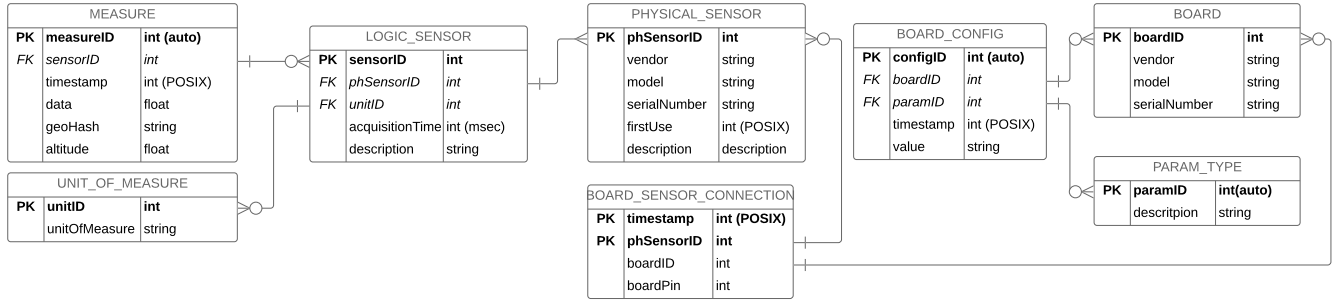 MEASURE
PK measureID int (auto)
FK sensorID int
timestamp int (POSIX)
data float
geoHash string
altitude float
UNIT_OF_MEASURE
PK unitID int
unitOfMeasure string
LOGIC_SENSOR
PK sensorID int
FK phSensorID int
FK unitID int
acquisitionTime int (msec)
description string
PHYSICAL_SENSOR
PK phSensorID int
vendor string
model string
serialNumber string
firstUse int (POSIX)
description description
BOARD_SENSOR_CONNECTION
PK timestamp int (POSIX)
PK phSensorID int
boardID int
boardPin int
BOARD_CONFIG
PK configID int (auto)
FK boardID int
FK paramID int
timestamp int (POSIX)
value string
BOARD
PK boardID int
vendor string
model string
serialNumber string
PARAM_TYPE
PK paramID int(auto)
descritpion string